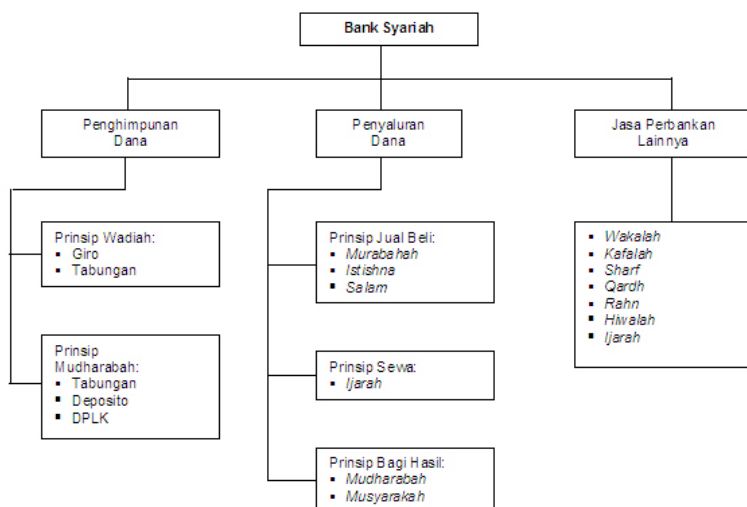 Bank Syariah
Penghimpunan
Dana
Prinsip Wadiah:
▪ Giro
▪ Tabungan
Prinsip
Mudharabah:
▪ Tabungan
▪ Deposito
▪ DPLK
Penyaluran
Dana
Prinsip Jual Beli:
▪ Murabahah
▪ Istishna
▪ Salam
Prinsip Sewa:
▪ Ijarah
Prinsip Bagi Hasil:
▪ Mudharabah
▪ Musyarakah
Jasa Perbankan
Lainnya
▪ Wakalah
▪ Kafalah
▪ Sharf
▪ Qardh
▪ Rahn
▪ Hiwalah
▪ Ijarah